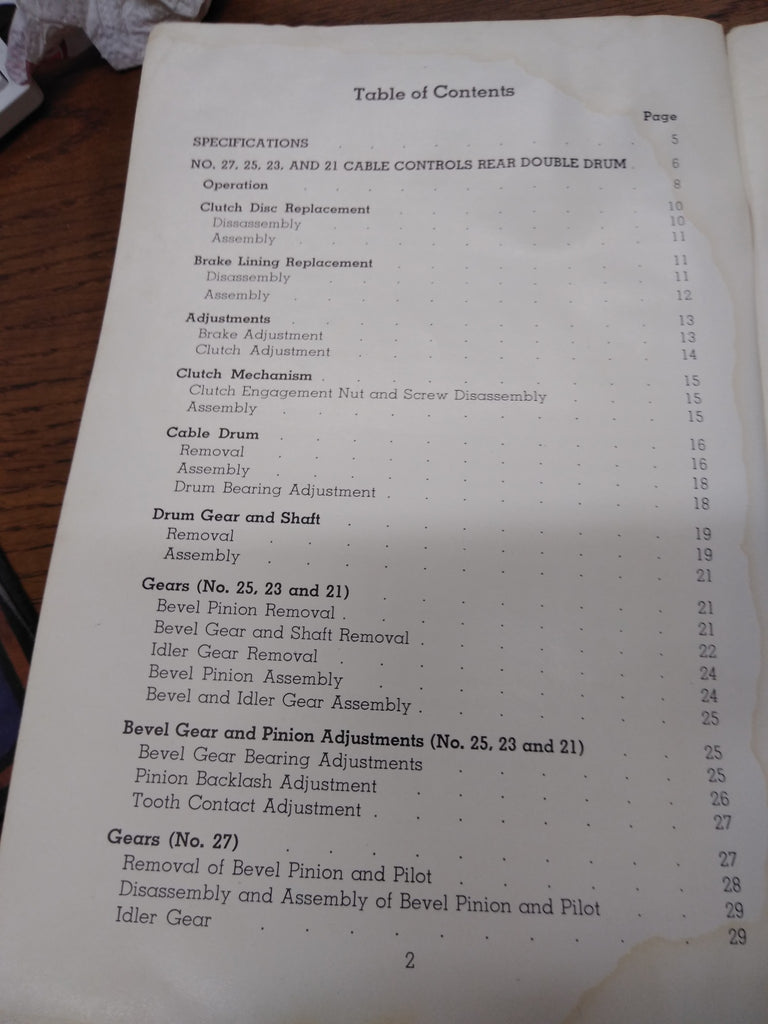 Table of Contents
Page
SPECIFICATIONS . . . . . . . 5
NO. 27, 25, 23, AND 21 CABLE CONTROLS REAR DOUBLE DRUM . 6
Operation . . . . . . . . 8
Clutch Disc Replacement . . . . . . 10
Dissassembly . . . . . . . 10
Assembly . . . . . . . . 11
Brake Lining Replacement . . . . . . 11
Disassembly . . . . . . . . 11
Assembly . . . . . . . . 12
Adjustments . . . . . . . . 13
Brake Adjustment . . . . . . . 13
Clutch Adjustment . . . . . . . 14
Clutch Mechanism . . . . . . . . 15
Clutch Engagement Nut and Screw Disassembly . . . 15
Assembly . . . . . . . . . 15
Cable Drum . . . . . . . . . 16
Removal . . . . . . . . . 16
Assembly . . . . . . . . . 18
Drum Bearing Adjustment . . . . . . . 18
Drum Gear and Shaft . . . . . . . 19
Removal . . . . . . . . . 19
Assembly . . . . . . . . . 21
Gears (No. 25, 23 and 21) . . . . . . . 21
Bevel Pinion Removal . . . . . . . . 21
Bevel Gear and Shaft Removal . . . . . . 22
Idler Gear Removal . . . . . . . . 24
Bevel Pinion Assembly . . . . . . . 24
Bevel and Idler Gear Assembly . . . . . . 25
Bevel Gear and Pinion Adjustments (No. 25, 23 and 21) . . 25
Bevel Gear Bearing Adjustments . . . . . 25
Pinion Backlash Adjustment . . . . . . 26
Tooth Contact Adjustment . . . . . . . 27
Gears (No. 27) . . . . . . . . . 27
Removal of Bevel Pinion and Pilot . . . . . 28
Disassembly and Assembly of Bevel Pinion and Pilot . . 29
Idler Gear . . . . . . . . . 29
2